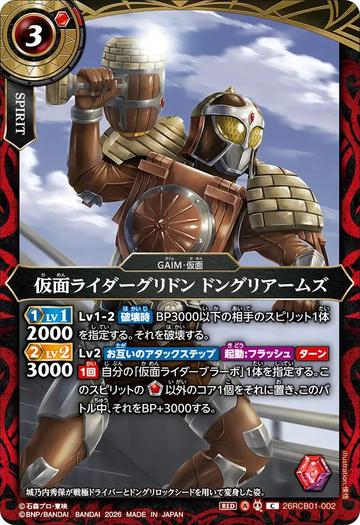 3
SPIRIT
ガイム かめん
GAIM・仮面
か めん
仮面ライダーグリドン ドングリアームズ
1 LV1 2000
Lv1-2 破壊時 BP3000以下の相手のスピリット1体
を指定する。それを破壊する。
2 LV2 3000
Lv2 お互いのアタックステップ 起動:フラッシュ ターン
1回 自分の「仮面ライダーブラーボ」1体を指定する。こ
のスピリットの 以外のコア1個をそれに置き、このバ
トル中、それをBP+3000する。
城乃内秀保が戦極ドライバーとドングリロックシードを用いて変身した姿。
©石森プロ・東映
©BNP/BANDAI BANDAI 2026 MADE IN JAPAN
RED A C 26RCB01-002